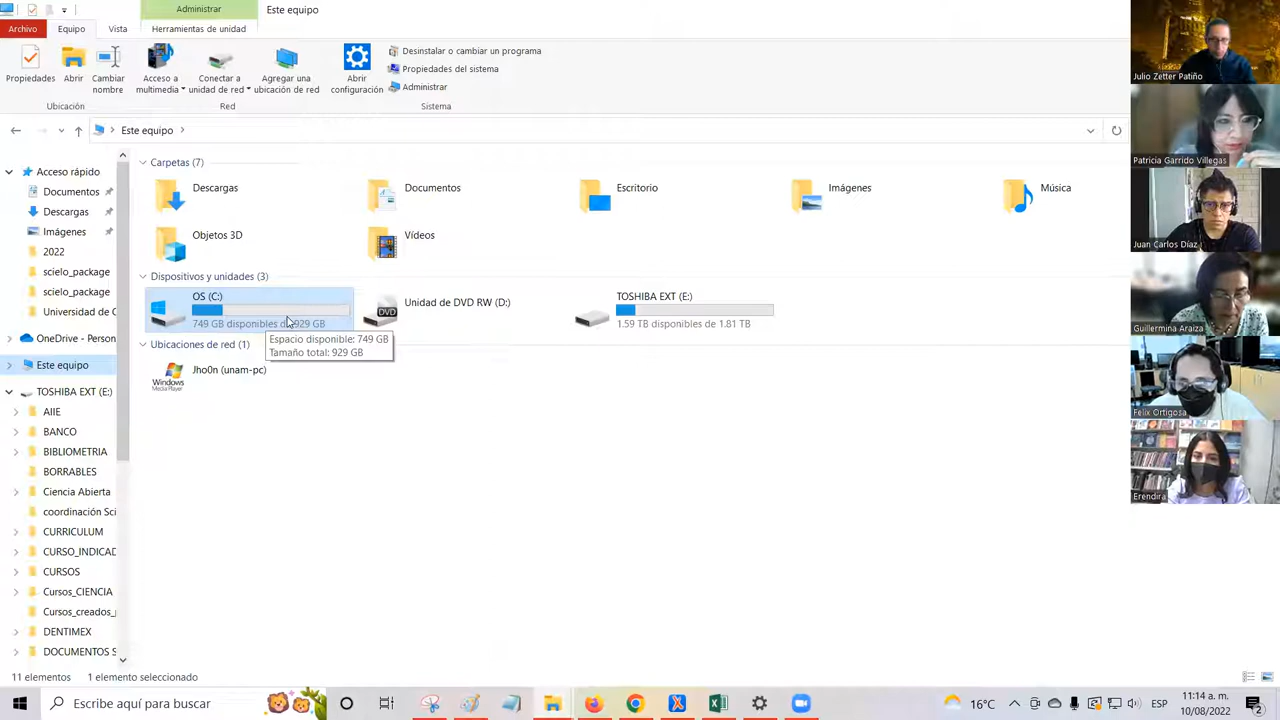 Administrar
Este equipo
Archivo
Equipo
Vista
Herramientas de unidad
Propiedades
Abrir
Cambiar nombre
Acceso a multimedia
Conectar a unidad de red
Agregar una ubicación de red
Abrir configuración
Desinstalar o cambiar un programa
Propiedades del sistema
Administrar
Ubicación
Red
Sistema
Este equipo
Acceso rápido
Documentos
Descargas
Imágenes
2022
scielo_package
scielo_package
Universidad de C
OneDrive - Person
Este equipo
TOSHIBA EXT (E:)
AIIE
BANCO
BIBLIOMETRIA
BORRABLES
Ciencia Abierta
coordinación Sci
CURRICULUM
CURSO_INDICAD
CURSOS
Cursos_CIENCIA
Cursos_creados_p
DENTIMEX
DOCUMENTOS S
Carpetas (7)
Descargas
Documentos
Escritorio
Imágenes
Música
Objetos 3D
Vídeos
Dispositivos y unidades (3)
OS (C:)
749 GB disponibles de 929 GB
DVD
Unidad de DVD RW (D:)
TOSHIBA EXT (E:)
1.59 TB disponibles de 1.81 TB
Espacio disponible: 749 GB
Tamaño total: 929 GB
Ubicaciones de red (1)
Jho0n (unam-pc)
Windows Media Player
11 elementos
1 elemento seleccionado
Julio Zetter Patiño
Patricia Garrido Villegas
Juan Carlos Díaz
Guillermina Araiza
Felix Ortigosa
Erendira
Escribe aquí para buscar
16°C
ESP
11:14 a. m.
10/08/2022
2